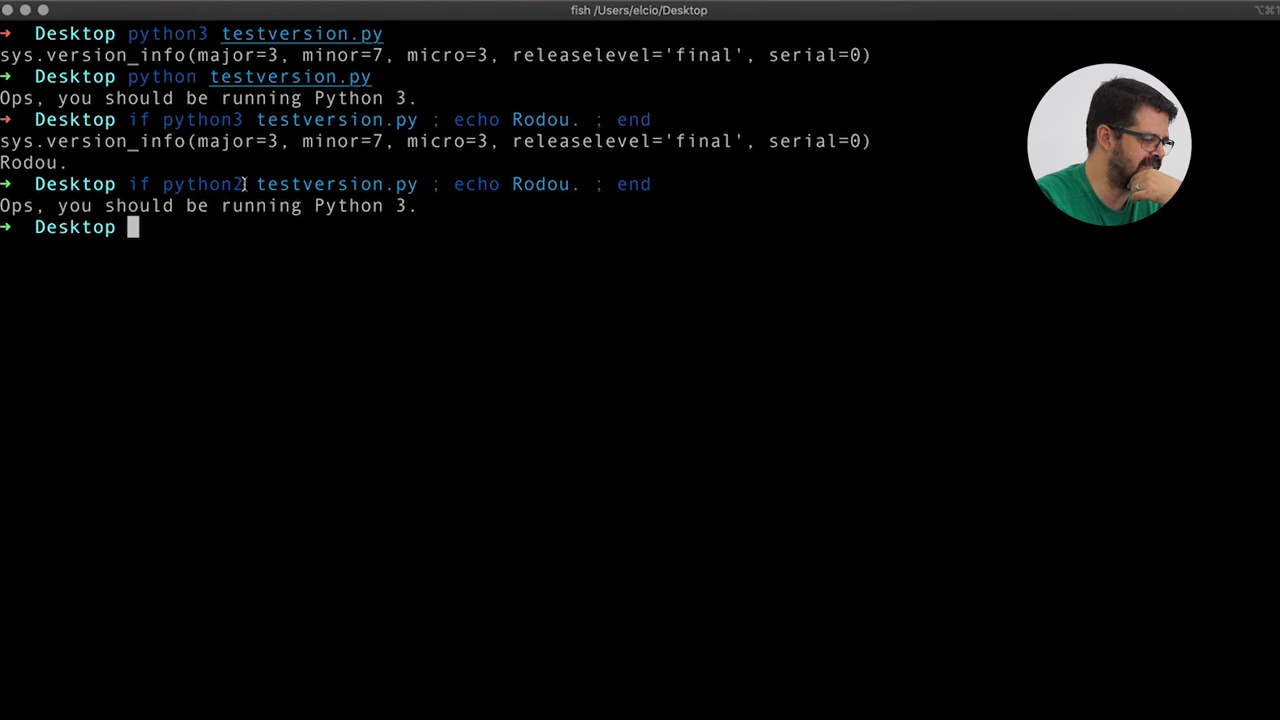 fish /Users/elcio/Desktop
⌥⌘1
➜ Desktop python3 testversion.py
sys.version_info(major=3, minor=7, micro=3, releaselevel='final', serial=0)
➜ Desktop python testversion.py
Ops, you should be running Python 3.
➜ Desktop if python3 testversion.py ; echo Rodou. ; end
sys.version_info(major=3, minor=7, micro=3, releaselevel='final', serial=0)
Rodou.
➜ Desktop if python2 testversion.py ; echo Rodou. ; end
Ops, you should be running Python 3.
➜ Desktop